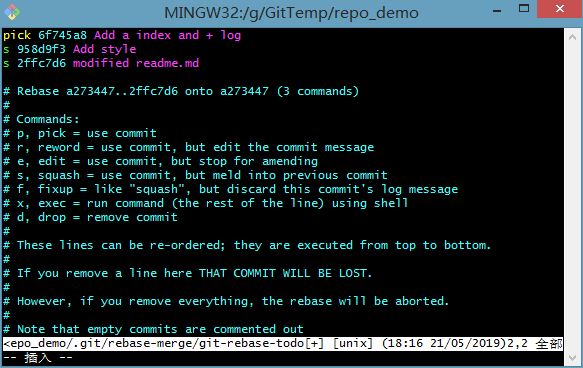 MINGW32:/g/GitTemp/repo_demo
pick 6f745a8 Add a index and + log
s 958d9f3 Add style
s 2ffc7d6 modified readme.md
# Rebase a273447..2ffc7d6 onto a273447 (3 commands)
#
# Commands:
# p, pick = use commit
# r, reword = use commit, but edit the commit message
# e, edit = use commit, but stop for amending
# s, squash = use commit, but meld into previous commit
# f, fixup = like "squash", but discard this commit's log message
# x, exec = run command (the rest of the line) using shell
# d, drop = remove commit
#
# These lines can be re-ordered; they are executed from top to bottom.
#
# If you remove a line here THAT COMMIT WILL BE LOST.
#
# However, if you remove everything, the rebase will be aborted.
#
# Note that empty commits are commented out
<epo_demo/.git/rebase-merge/git-rebase-todo[+] [unix] (18:16 21/05/2019)2,2 全部
-- 插入 --